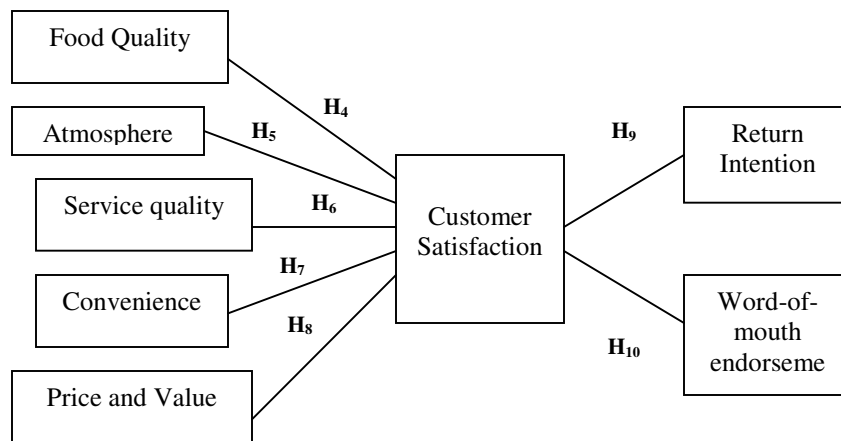 Food Quality
H4
Atmosphere
H5
Service quality
H6
Convenience
H7
Price and Value
H8
Customer
Satisfaction
H9
Return
Intention
H10
Word-of-
mouth
endorseme